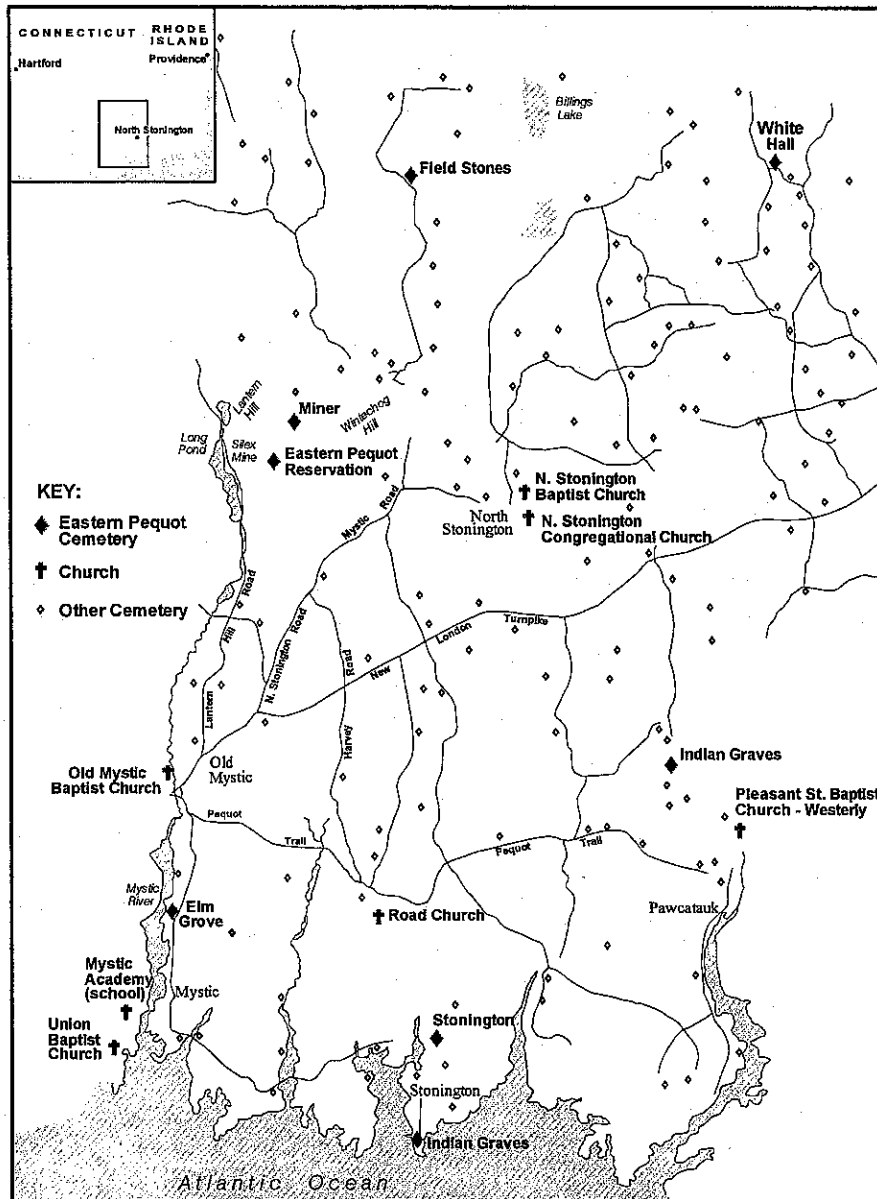 CONNECTICUT
RHODE
ISLAND
Hartford
Providence
North Stonington
Billings
Lake
White
Hall
Field Stones
Lantern
Hill
Miner
Wintechog
Hill
Long
Pond
Silex
Mine
Eastern Pequot
Reservation
KEY:
Eastern Pequot
Cemetery
Church
Other Cemetery
N. Stonington
Baptist Church
North
Stonington
N. Stonington
Congregational Church
Mystic Road
N. Stonington Road
Lantern Hill Road
Harvey Road
New London Turnpike
Old Mystic
Baptist Church
Old
Mystic
Indian Graves
Pleasant St. Baptist
Church - Westerly
Pequot Trail
Pequot Trail
Mystic
River
Elm
Grove
Road Church
Pawcatauk
Mystic
Academy
(school)
Mystic
Union
Baptist
Church
Stonington
Stonington
Indian Graves
Atlantic Ocean